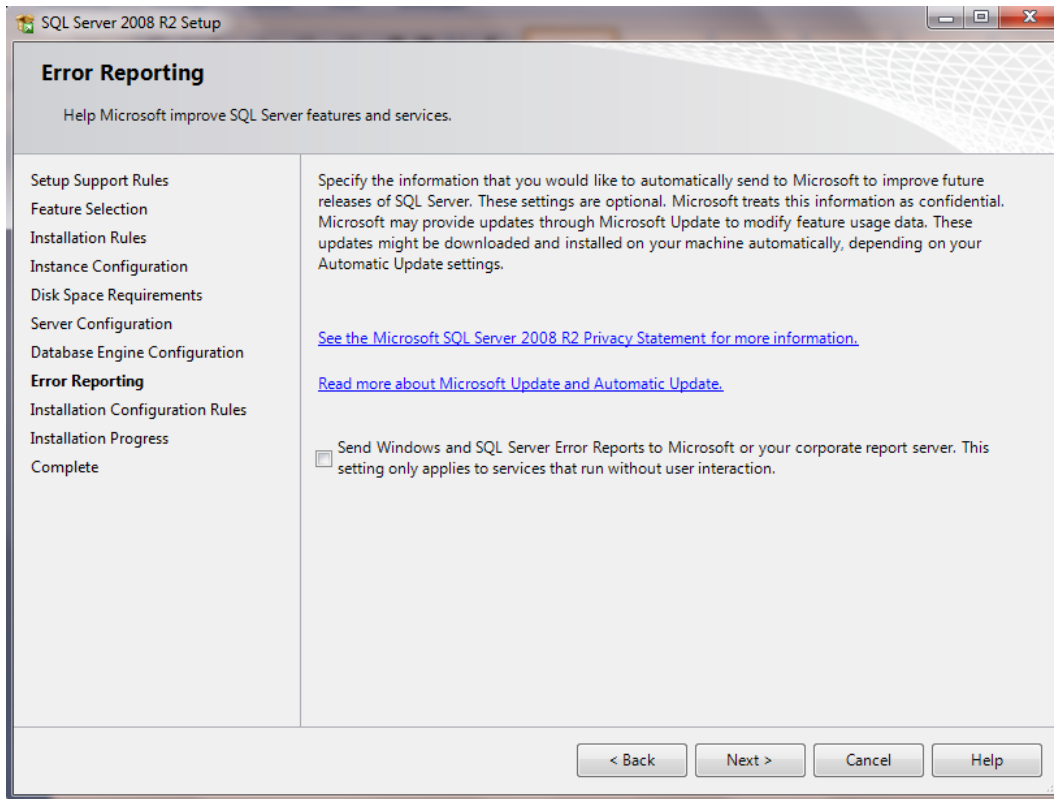 SQL Server 2008 R2 Setup
Error Reporting
Help Microsoft improve SQL Server features and services.
Setup Support Rules
Feature Selection
Installation Rules
Instance Configuration
Disk Space Requirements
Server Configuration
Database Engine Configuration
Error Reporting
Installation Configuration Rules
Installation Progress
Complete
Specify the information that you would like to automatically send to Microsoft to improve future
releases of SQL Server. These settings are optional. Microsoft treats this information as confidential.
Microsoft may provide updates through Microsoft Update to modify feature usage data. These
updates might be downloaded and installed on your machine automatically, depending on your
Automatic Update settings.
See the Microsoft SQL Server 2008 R2 Privacy Statement for more information.
Read more about Microsoft Update and Automatic Update.
Send Windows and SQL Server Error Reports to Microsoft or your corporate report server. This
setting only applies to services that run without user interaction.
< Back
Next >
Cancel
Help